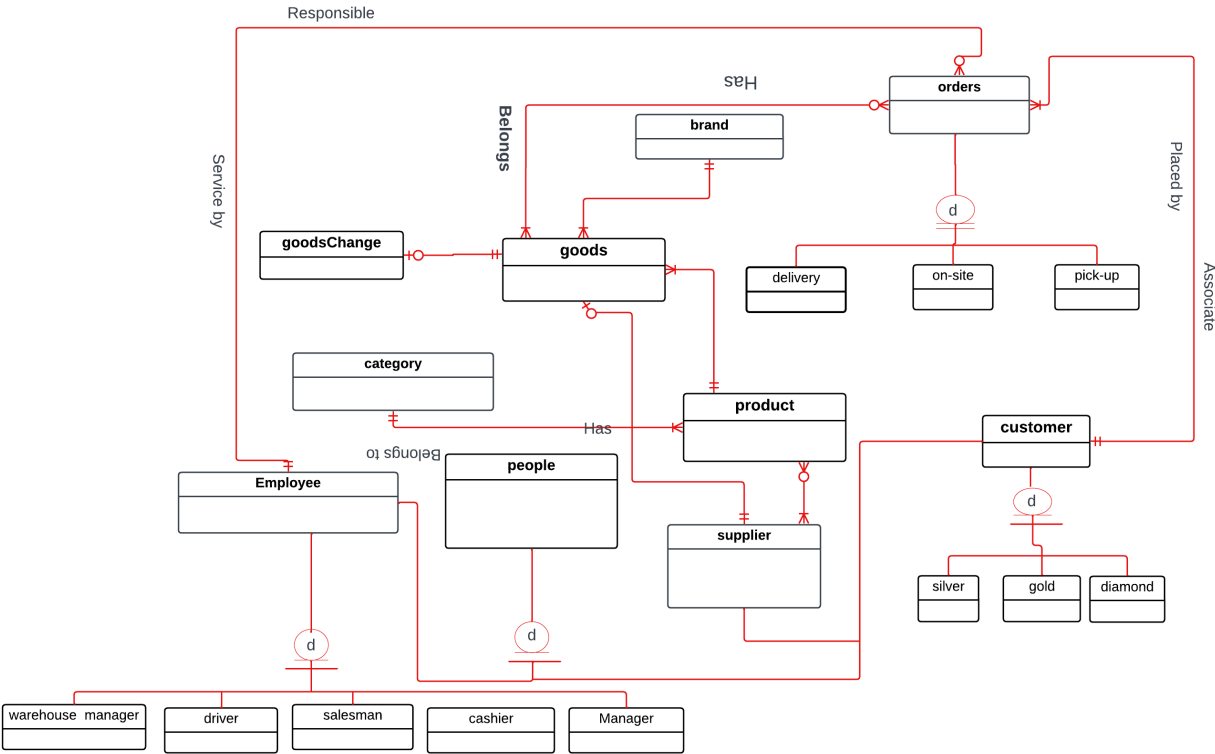 Responsible
Has
orders
Belongs
brand
Placed by
Service by
d
goodsChange
goods
delivery
on-site
pick-up
Associate
category
product
Has
customer
Belongs to
people
Employee
d
supplier
silver
gold
diamond
d
d
warehouse manager
driver
salesman
cashier
Manager